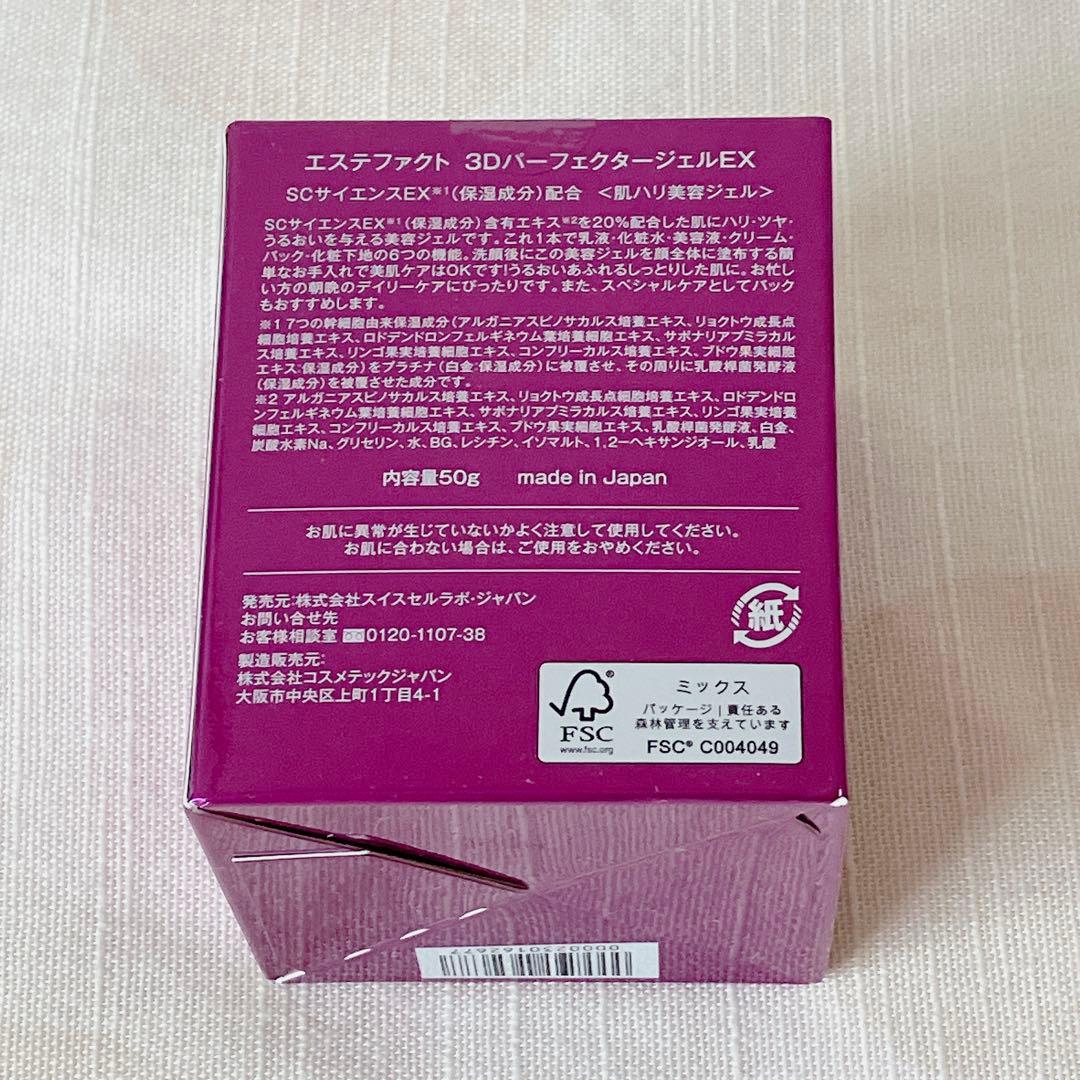 エステファクト 3DパーフェクタージェルEX
SCサイエンスEX※1(保湿成分)配合 <肌ハリ美容ジェル>
SCサイエンスEX※1(保湿成分)含有エキス※2を20%配合した肌にハリ・ツヤ・
うるおいを与える美容ジェルです。これ1本で乳液・化粧水・美容液・クリーム・
パック・化粧下地の6つの機能。洗顔後にこの美容ジェルを顔全体に塗布する簡
単なお手入れで美肌ケアはOKです!うるおいあふれるしっとりした肌に。お忙し
い方の朝晩のデイリーケアにぴったりです。また、スペシャルケアとしてパック
もおすすめします。
※1 7つの幹細胞由来保湿成分(アルガニアスピノサカルス培養エキス、リョクトウ成長点
細胞培養エキス、ロドデンドロンフェルギネウム葉培養細胞エキス、サポナリアプミラカル
ス培養エキス、リンゴ果実培養細胞エキス、コンフリーカルス培養エキス、ブドウ果実細胞
エキス:保湿成分)をプラチナ(白金:保湿成分)に被覆させ、その周りに乳酸桿菌発酵液
(保湿成分)を被覆させた成分です。
※2 アルガニアスピノサカルス培養エキス、リョクトウ成長点細胞培養エキス、ロドデンドロ
ンフェルギネウム葉培養細胞エキス、サポナリアプミラカルス培養エキス、リンゴ果実培養
細胞エキス、コンフリーカルス培養エキス、ブドウ果実細胞エキス、乳酸桿菌発酵液、白金、
炭酸水素Na、グリセリン、水、BG、レシチン、イソマルト、1,2-ヘキサンジオール、乳酸
内容量50g made in Japan
お肌に異常が生じていないかよく注意して使用してください。
お肌に合わない場合は、ご使用をおやめください。
発売元:株式会社スイスセルラボ・ジャパン
お問い合せ先
お客様相談室 0120-1107-38
製造販売元:
株式会社コスメテックジャパン
大阪市中央区上町1丁目4-1
紙
FSC®
www.fsc.org
ミックス
パッケージ|責任ある
森林管理を支えています
FSC® C004049
0000230162677